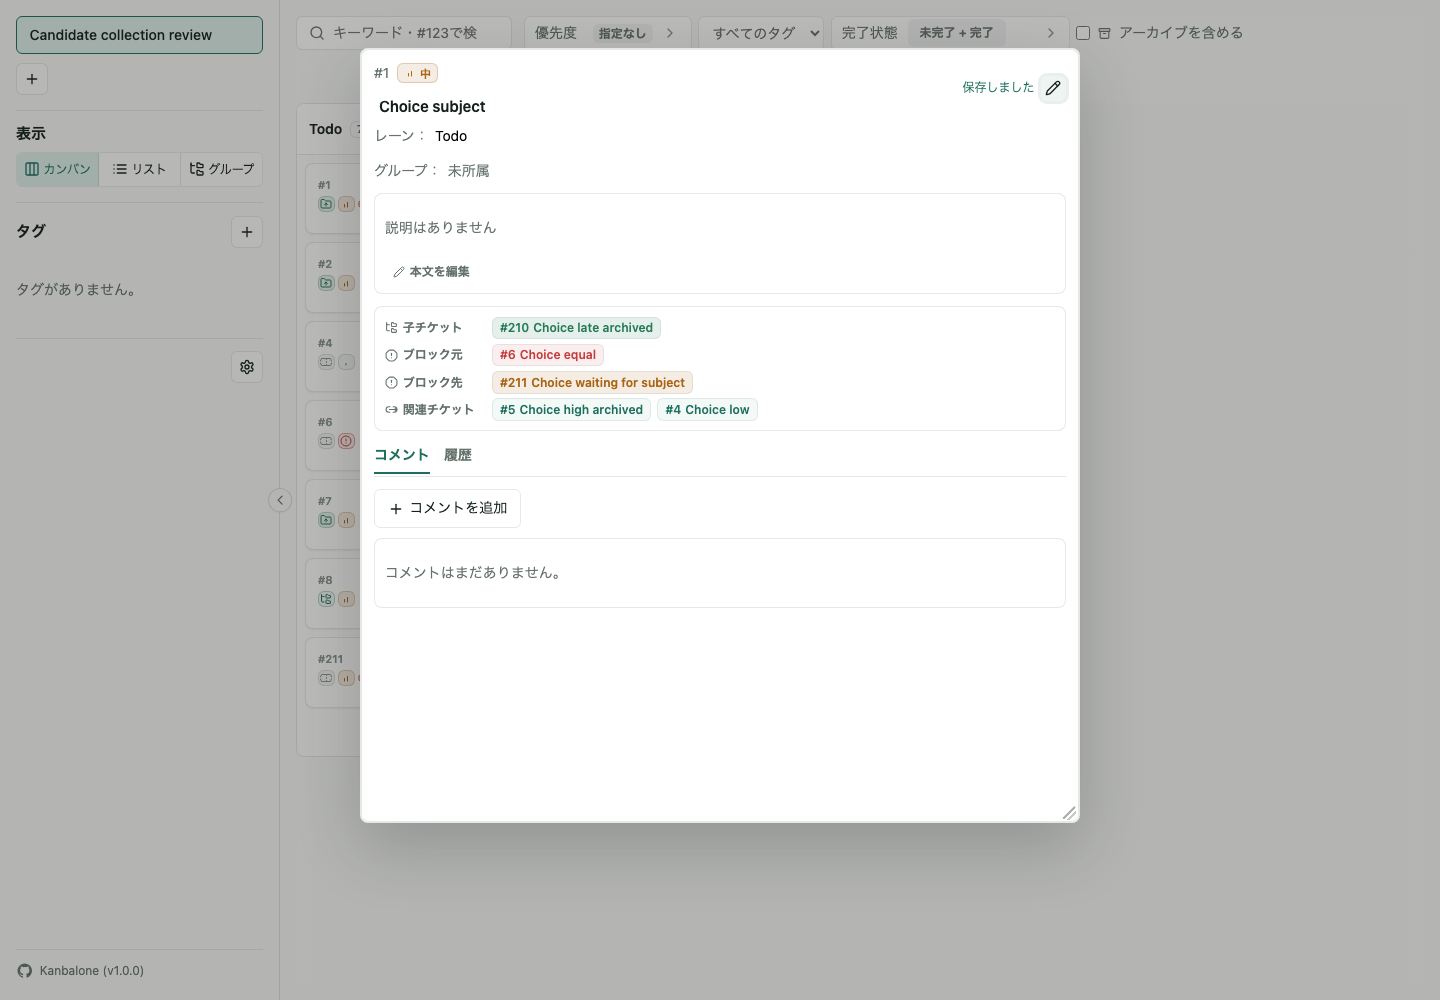 Candidate collection review
表示
カンバン
リスト
グループ
タグ
タグがありません。
Kanbalone (v1.0.0)
キーワード・#123で検
優先度 指定なし
すべてのタグ
完了状態 未完了 + 完了
アーカイブを含める
Todo
#1
#2
#4
#6
#7
#8
#211
#1 中
保存しました
Choice subject
レーン： Todo
グループ： 未所属
説明はありません
本文を編集
子チケット #210 Choice late archived
ブロック元 #6 Choice equal
ブロック先 #211 Choice waiting for subject
関連チケット #5 Choice high archived #4 Choice low
コメント 履歴
コメントを追加
コメントはまだありません。